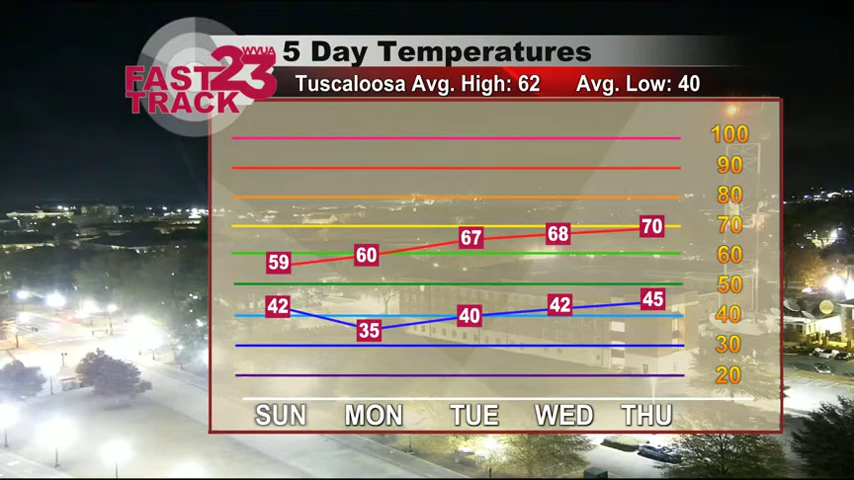 WVUA
23
FAST
TRACK
5 Day Temperatures
Tuscaloosa Avg. High: 62 Avg. Low: 40
100
90
80
70
60
50
40
30
20
59 60 67 68 70
42 35 40 42 45
SUN MON TUE WED THU